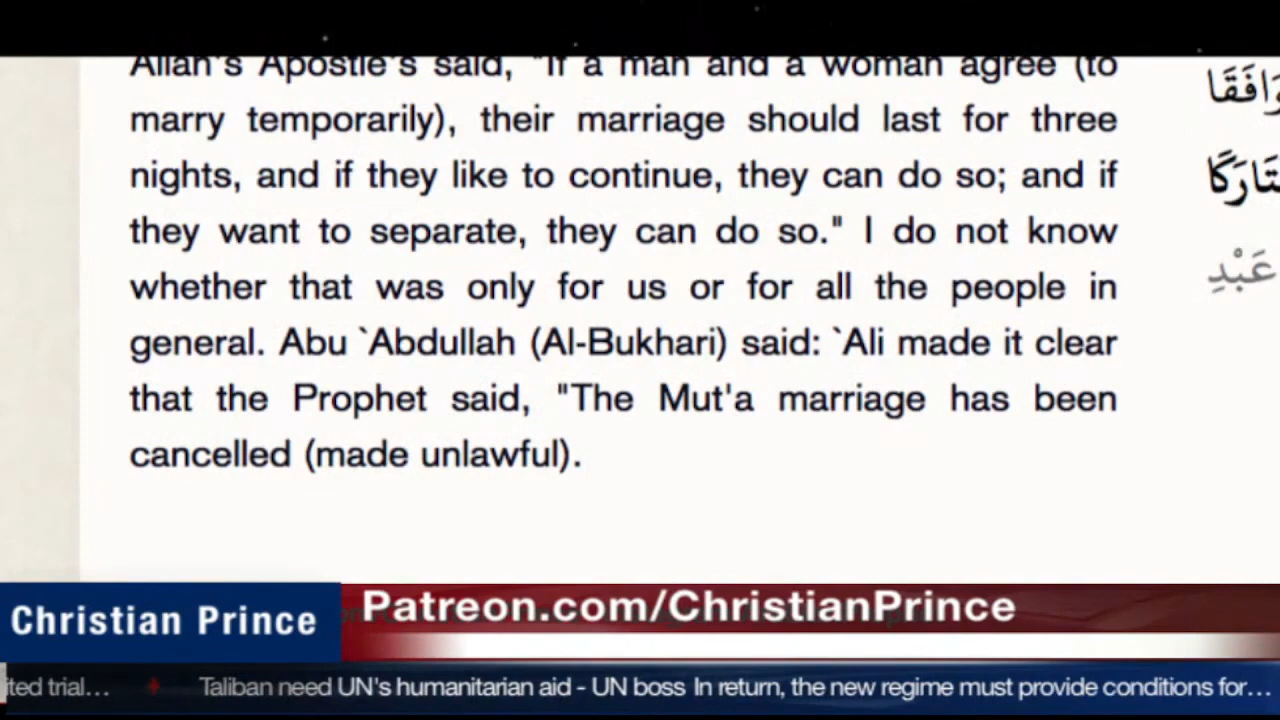 Allah's Apostle's said, "If a man and a woman agree (to
marry temporarily), their marriage should last for three
nights, and if they like to continue, they can do so; and if
they want to separate, they can do so." I do not know
whether that was only for us or for all the people in
general. Abu `Abdullah (Al-Bukhari) said: `Ali made it clear
that the Prophet said, "The Mut'a marriage has been
cancelled (made unlawful).
عَبْدِ
Christian Prince
Patreon.com/ChristianPrince
ited trial... Taliban need UN's humanitarian aid - UN boss In return, the new regime must provide conditions for...